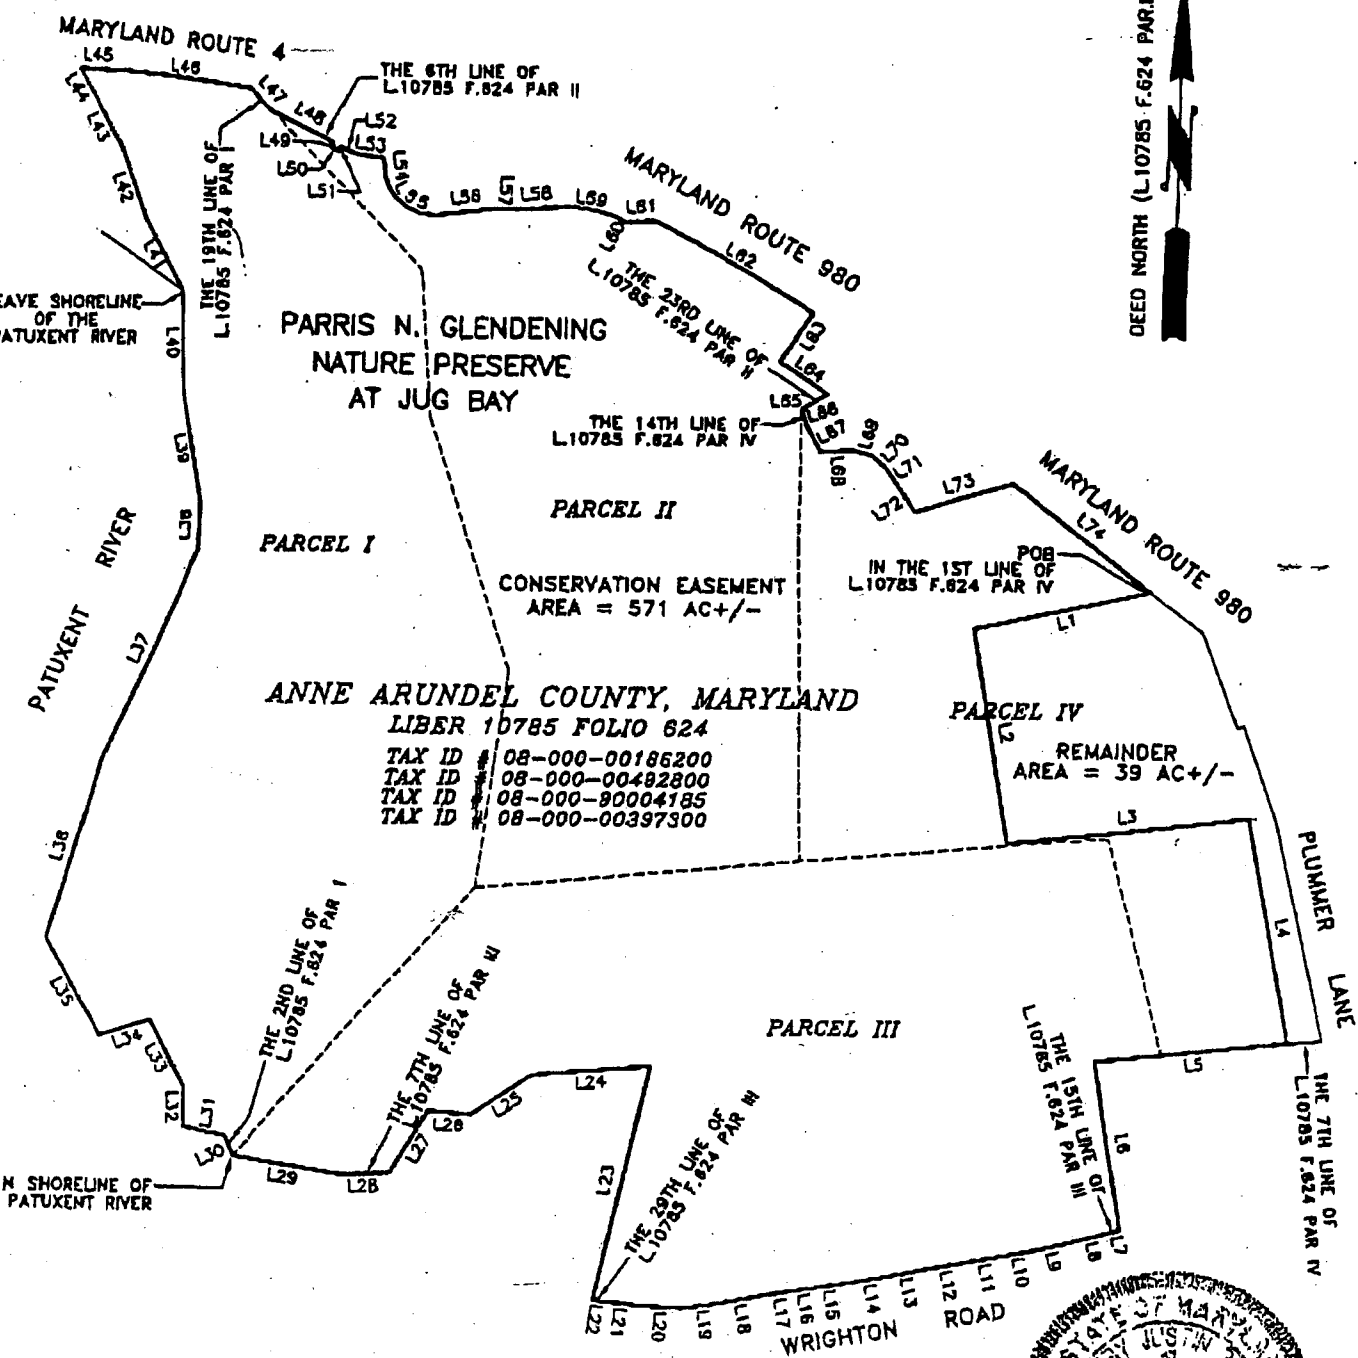 MARYLAND ROUTE 4
L45
L46
L44
L47
L48
L43
THE 6TH LINE OF
L.10785 F.624 PAR II
L49
L52
L53
L50
L51
L54
L55
L56
L57
L58
L59
L60
L61
L62
MARYLAND ROUTE 980
L42
L41
THE 19TH LINE OF
L.10785 F.624 PAR I
DEED NORTH (L.10785 F.624 PAR.
EAVE SHORELINE
OF THE
PATUXENT RIVER
L40
PARRIS N. GLENDENING
NATURE PRESERVE
AT JUG BAY
THE 23RD LINE OF
L.10785 F.624 PAR II
L63
L64
L65
L66
L67
THE 14TH LINE OF
L.10785 F.624 PAR IV
L68
L69
L70
L71
L72
L73
L74
MARYLAND ROUTE 980
L39
L38
PATUXENT RIVER
PARCEL I
PARCEL II
POB
IN THE 1ST LINE OF
L.10785 F.624 PAR IV
CONSERVATION EASEMENT
AREA = 571 AC+/-
L1
L37
ANNE ARUNDEL COUNTY, MARYLAND
LIBER 10785 FOLIO 624
TAX ID # 08-000-00186200
TAX ID # 08-000-00482800
TAX ID # 08-000-90004185
TAX ID # 08-000-00397300
PARCEL IV
L2
REMAINDER
AREA = 39 AC+/-
L3
L36
PLUMMER LANE
L4
L35
L34
L33
L32
L31
L30
THE 2ND LINE OF
L.10785 F.624 PAR I
THE 7TH LINE OF
L.10785 F.624 PAR III
PARCEL III
THE 15TH LINE OF
L.10785 F.624 PAR III
L5
L6
THE 7TH LINE OF
L.10785 F.624 PAR IV
N SHORELINE OF
PATUXENT RIVER
L29
L28
L27
L26
L25
L24
L23
THE 29TH LINE OF
L.10785 F.624 PAR III
L22
L21
L20
L19
L18
L17
L16
L15
L14
L13
L12
L11
L10
L9
L8
L7
WRIGHTON ROAD
STATE OF MARYL
JUSTIN